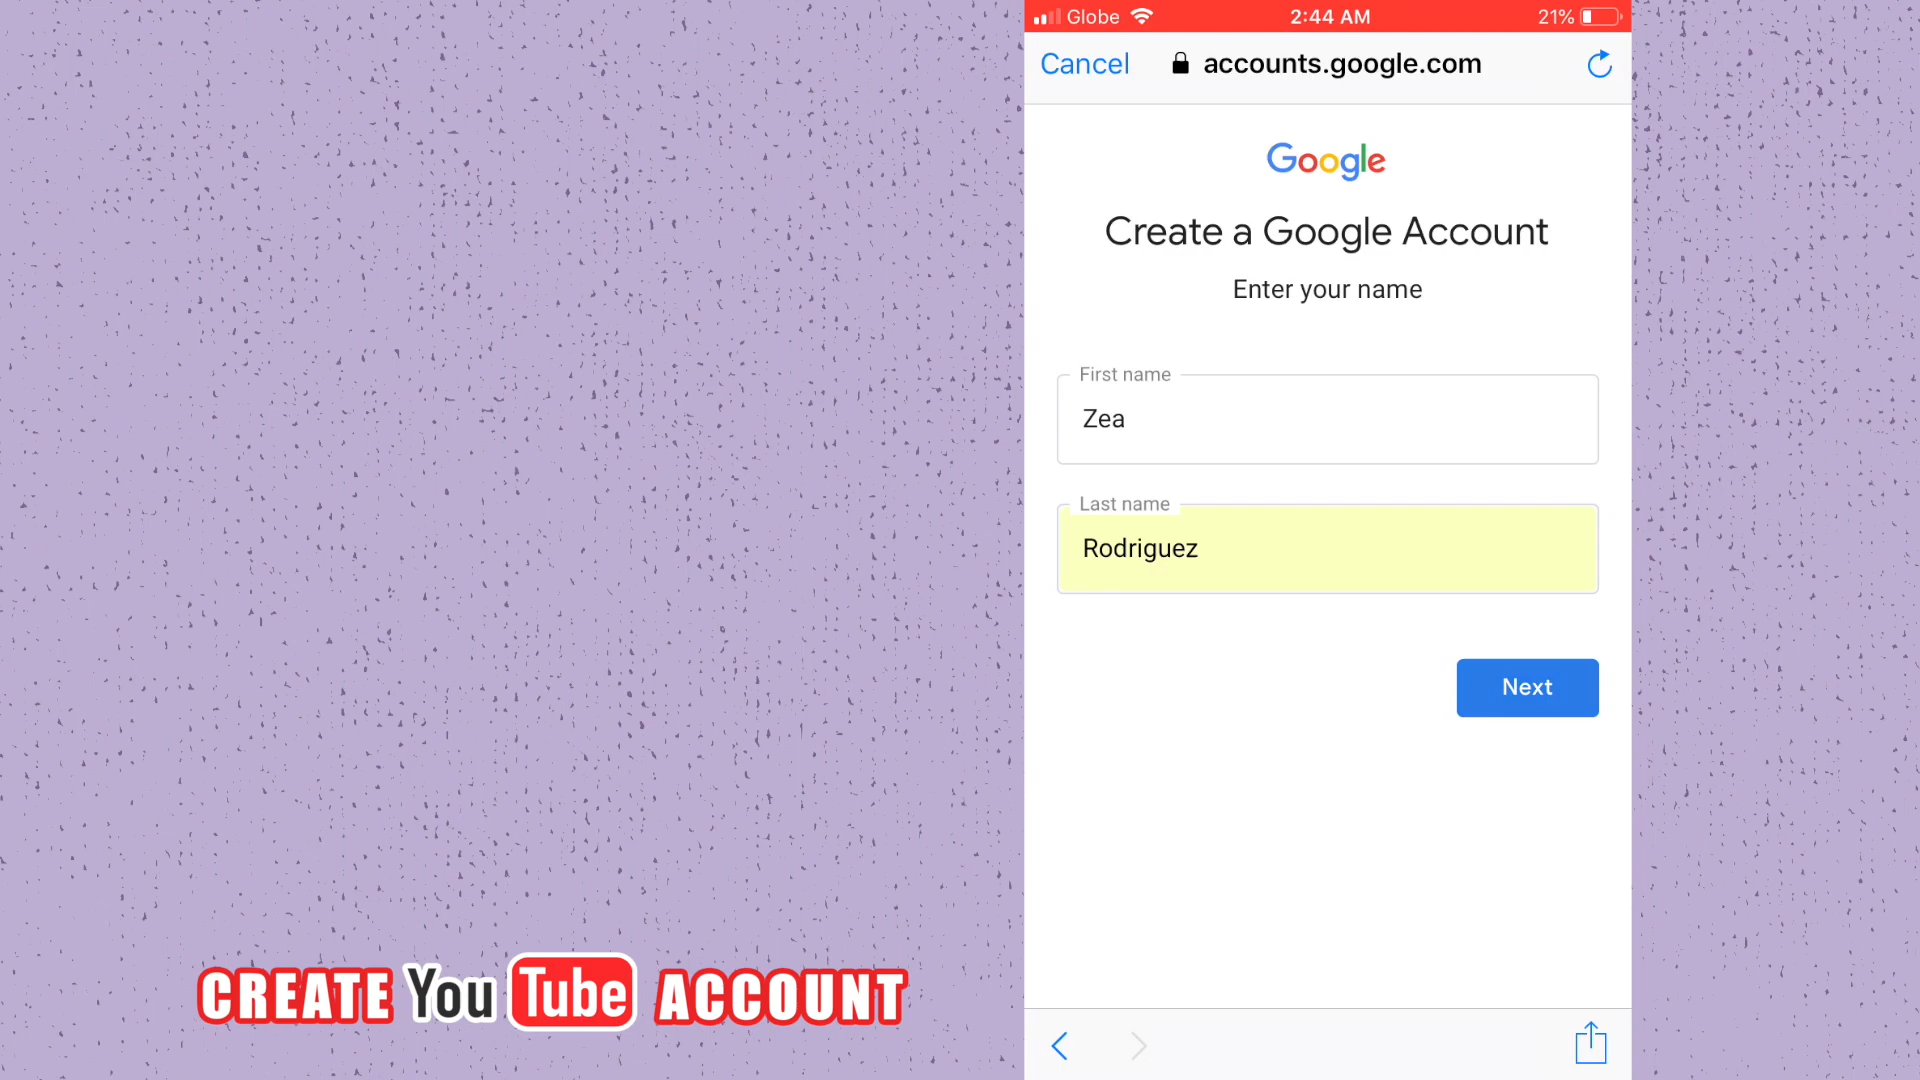 Globe 2:44 AM 21%
Cancel accounts.google.com
Google
Create a Google Account
Enter your name
First name
Zea
Last name
Rodriguez
Next
CREATE YouTube ACCOUNT